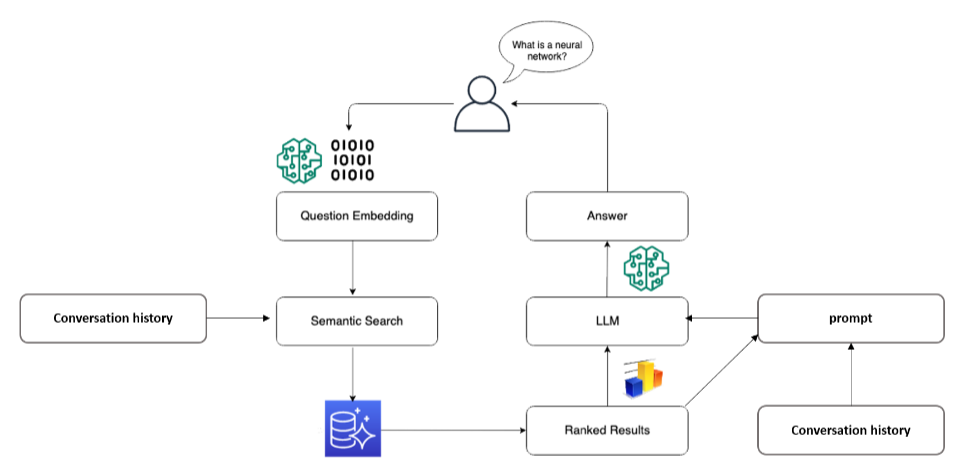 What is a neural
network?
01010
10101
01010
Question Embedding
Answer
Conversation history
Semantic Search
LLM
prompt
Ranked Results
Conversation history